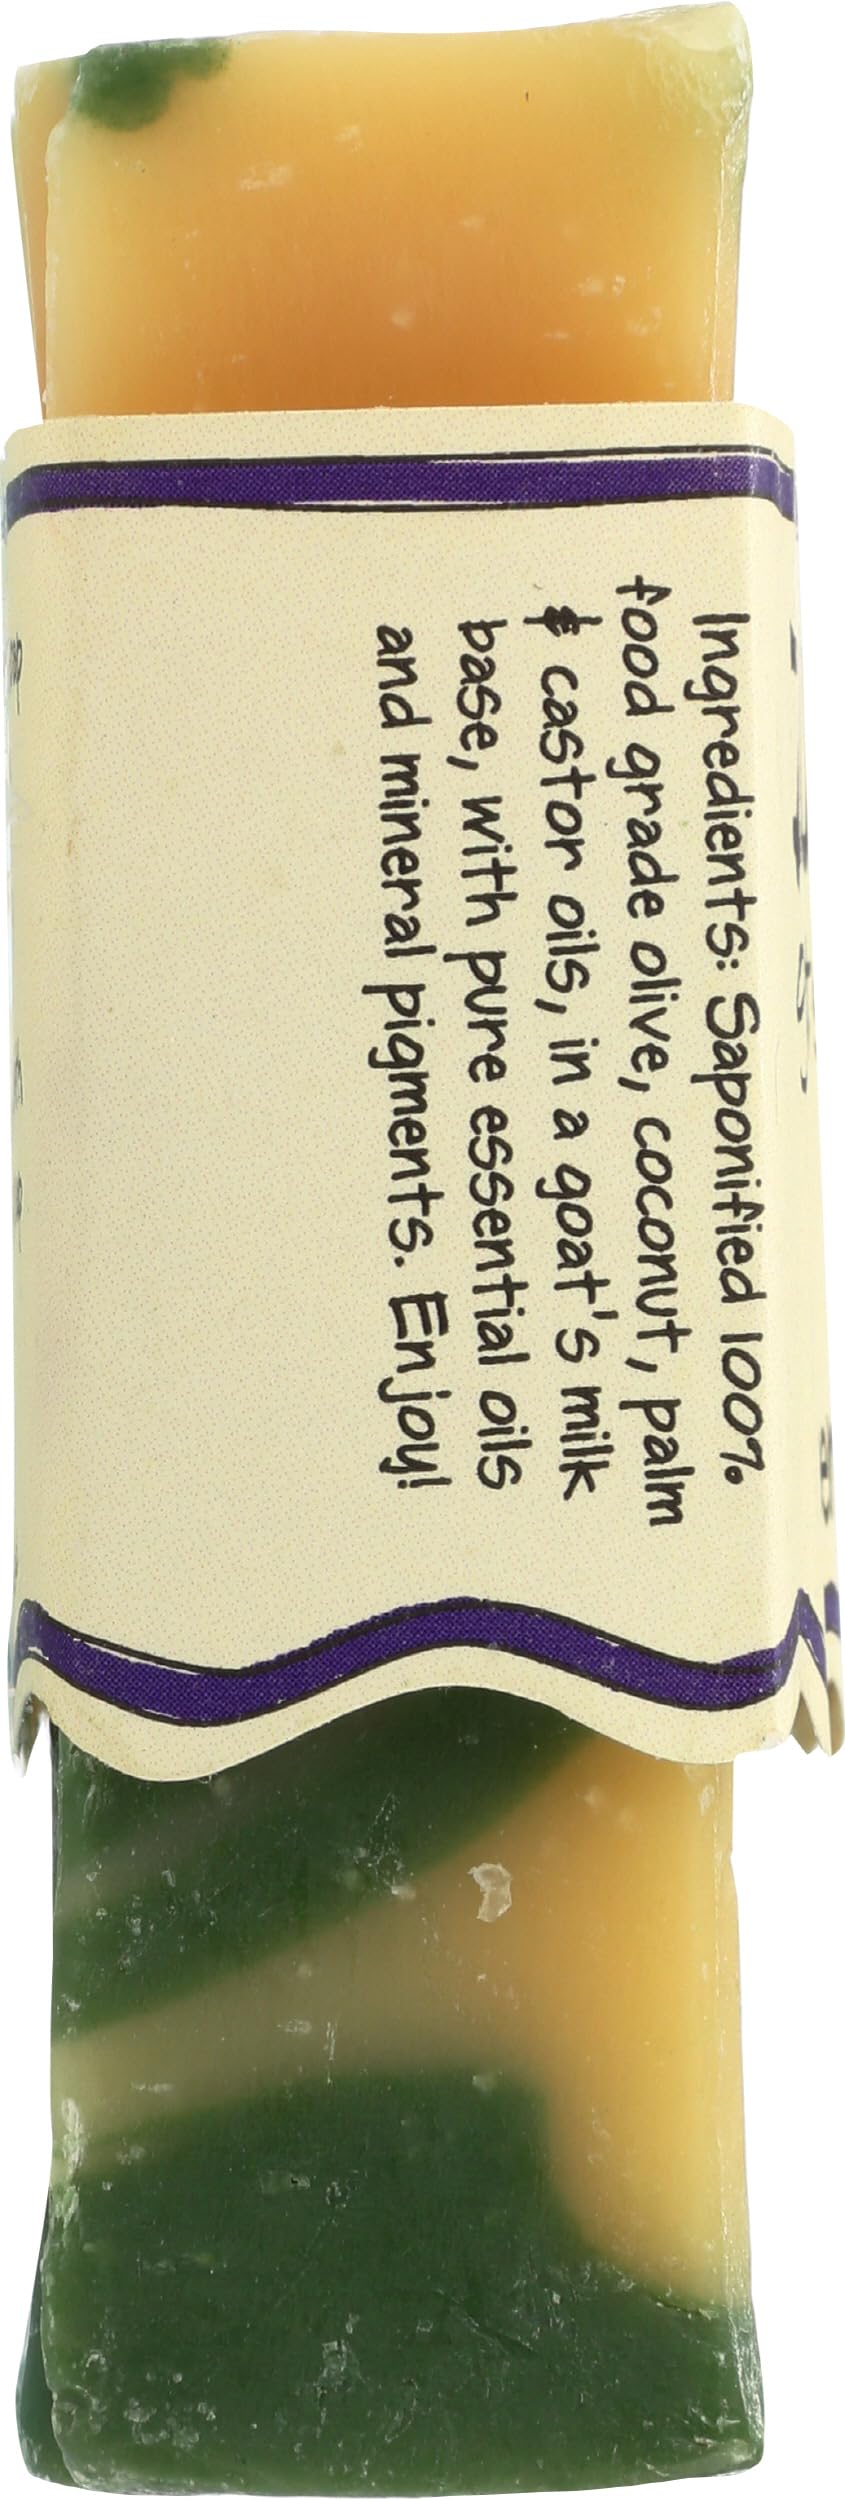 Ingredients: Saponified 100%
food grade olive, coconut, palm
& castor oils, in a goat's milk
base, with pure essential oils
and mineral pigments. Enjoy!